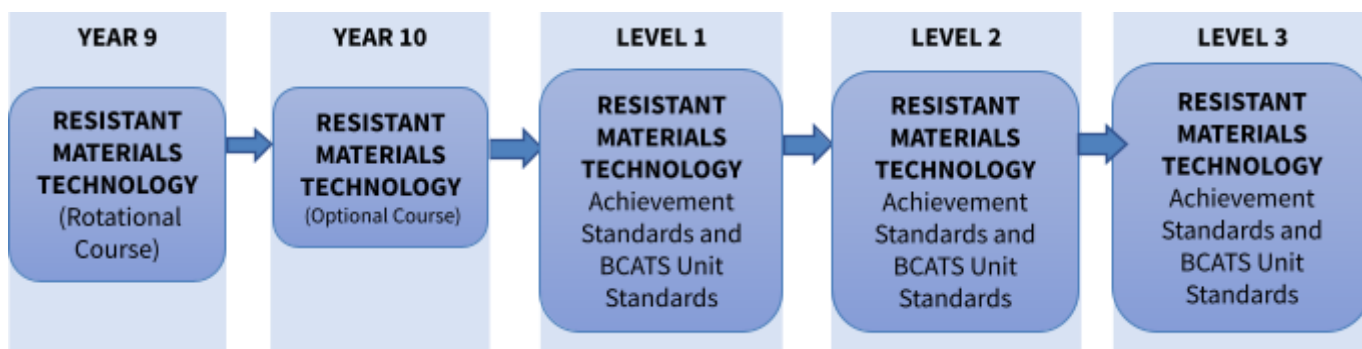 YEAR 9
RESISTANT
MATERIALS
TECHNOLOGY
(Rotational
Course)
YEAR 10
RESISTANT
MATERIALS
TECHNOLOGY
(Optional Course)
LEVEL 1
RESISTANT
MATERIALS
TECHNOLOGY
Achievement
Standards and
BCATS Unit
Standards
LEVEL 2
RESISTANT
MATERIALS
TECHNOLOGY
Achievement
Standards and
BCATS Unit
Standards
LEVEL 3
RESISTANT
MATERIALS
TECHNOLOGY
Achievement
Standards and
BCATS Unit
Standards